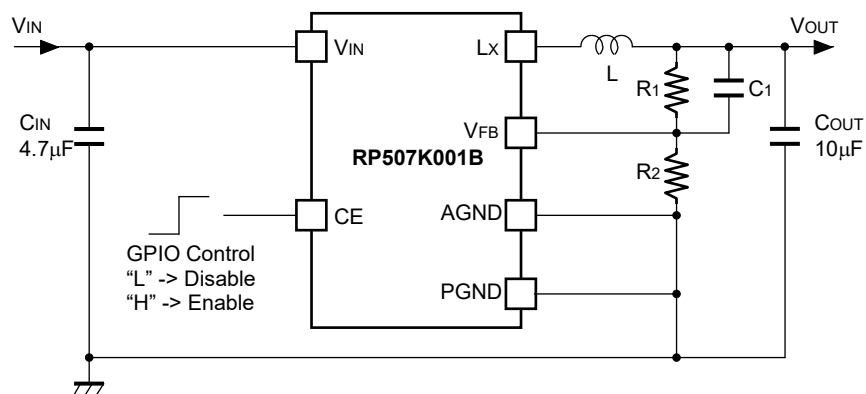 VIN
VIN
LX
VOUT
L
R1
C1
CIN
4.7μF
VFB
COUT
10μF
RP507K001B
R2
CE
AGND
GPIO Control
“L” -> Disable
“H” -> Enable
PGND